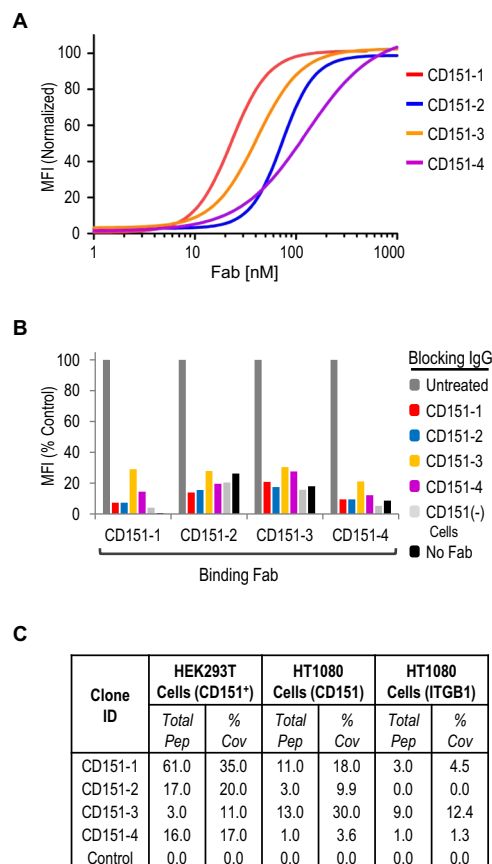 A
MFI (Normalized)
100
80
60
40
20
0
1
10
100
1000
Fab [nM]
CD151-1
CD151-2
CD151-3
CD151-4
B
MFI (% Control)
100
80
60
40
20
0
CD151-1 CD151-2 CD151-3 CD151-4
Binding Fab
Blocking IgG
Untreated
CD151-1
CD151-2
CD151-3
CD151-4
CD151(-)
Cells
No Fab
C
Clone ID HEK293T Cells (CD151+) HT1080 Cells (CD151) HT1080 Cells (ITGB1)
Total Pep % Cov Total Pep % Cov Total Pep % Cov
CD151-1 61.0 35.0 11.0 18.0 3.0 4.5
CD151-2 17.0 20.0 3.0 9.9 0.0 0.0
CD151-3 3.0 11.0 13.0 30.0 9.0 12.4
CD151-4 16.0 17.0 1.0 3.6 1.0 1.3
Control 0.0 0.0 0.0 0.0 0.0 0.0